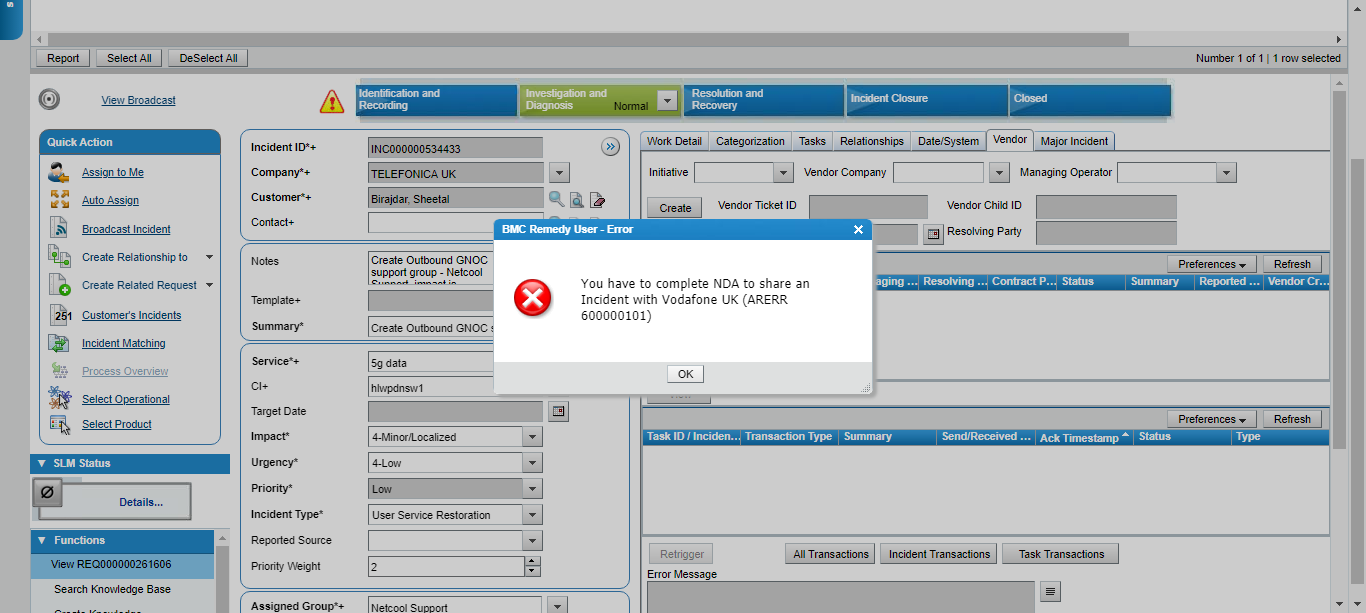 Report
Select All
DeSelect All
Number 1 of 1 | 1 row selected
View Broadcast
Identification and
Recording
Investigation and
Diagnosis
Normal
Resolution and
Recovery
Incident Closure
Closed
Quick Action
Assign to Me
Auto Assign
Broadcast Incident
Create Relationship to
Create Related Request
251
Customer's Incidents
Incident Matching
Process Overview
Select Operational
Select Product
SLM Status
Details...
Functions
View REQ000000261606
Search Knowledge Base
Create Knowledge
Incident ID*+
INC000000534433
Company*+
TELEFONICA UK
Customer*+
Birajdar, Sheetal
Contact+
Notes
Create Outbound GNOC
support group - Netcool
Support impact is
Template+
Summary*
Create Outbound GNOC s
Service*+
5g data
CI+
hlwpdnsw1
Target Date
Impact*
4-Minor/Localized
Urgency*
4-Low
Priority*
Low
Incident Type*
User Service Restoration
Reported Source
Priority Weight
2
Assigned Group*+
Netcool Support
Work Detail
Categorization
Tasks
Relationships
Date/System
Vendor
Major Incident
Initiative
Vendor Company
Managing Operator
Create
Vendor Ticket ID
Vendor Child ID
Resolving Party
Preferences
Refresh
aging ...
Resolving ...
Contract P...
Status
Summary
Reported ...
Vendor Cr...
BMC Remedy User - Error
You have to complete NDA to share an
Incident with Vodafone UK (ARERR
600000101)
OK
View
Preferences
Refresh
Task ID / Inciden...
Transaction Type
Summary
Send/Received ...
Ack Timestamp
Status
Type
Retrigger
All Transactions
Incident Transactions
Task Transactions
Error Message